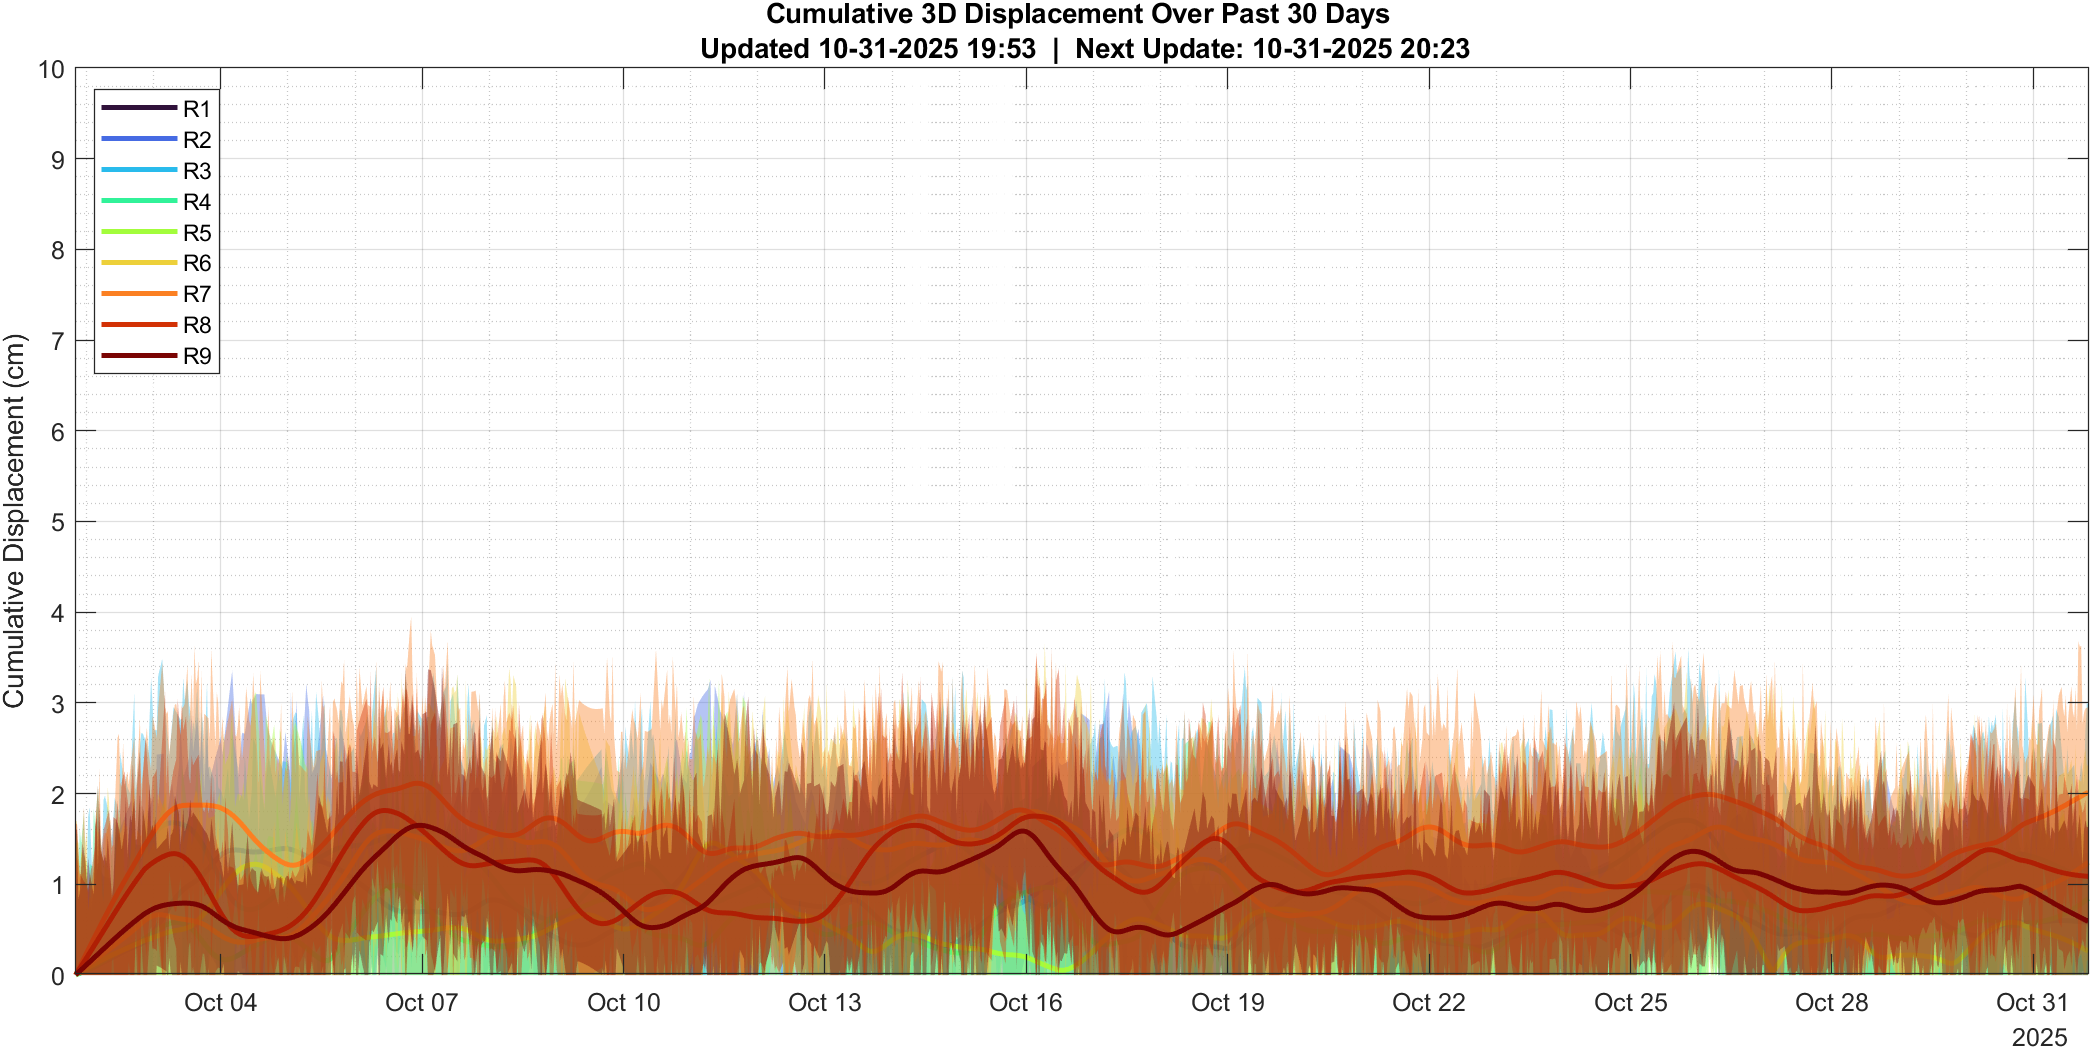 Cumulative 3D Displacement Over Past 30 Days
Updated 10-31-2025 19:53 | Next Update: 10-31-2025 20:23
Cumulative Displacement (cm)
10
9
8
7
6
5
4
3
2
1
0
R1
R2
R3
R4
R5
R6
R7
R8
R9
Oct 04
Oct 07
Oct 10
Oct 13
Oct 16
Oct 19
Oct 22
Oct 25
Oct 28
Oct 31
2025